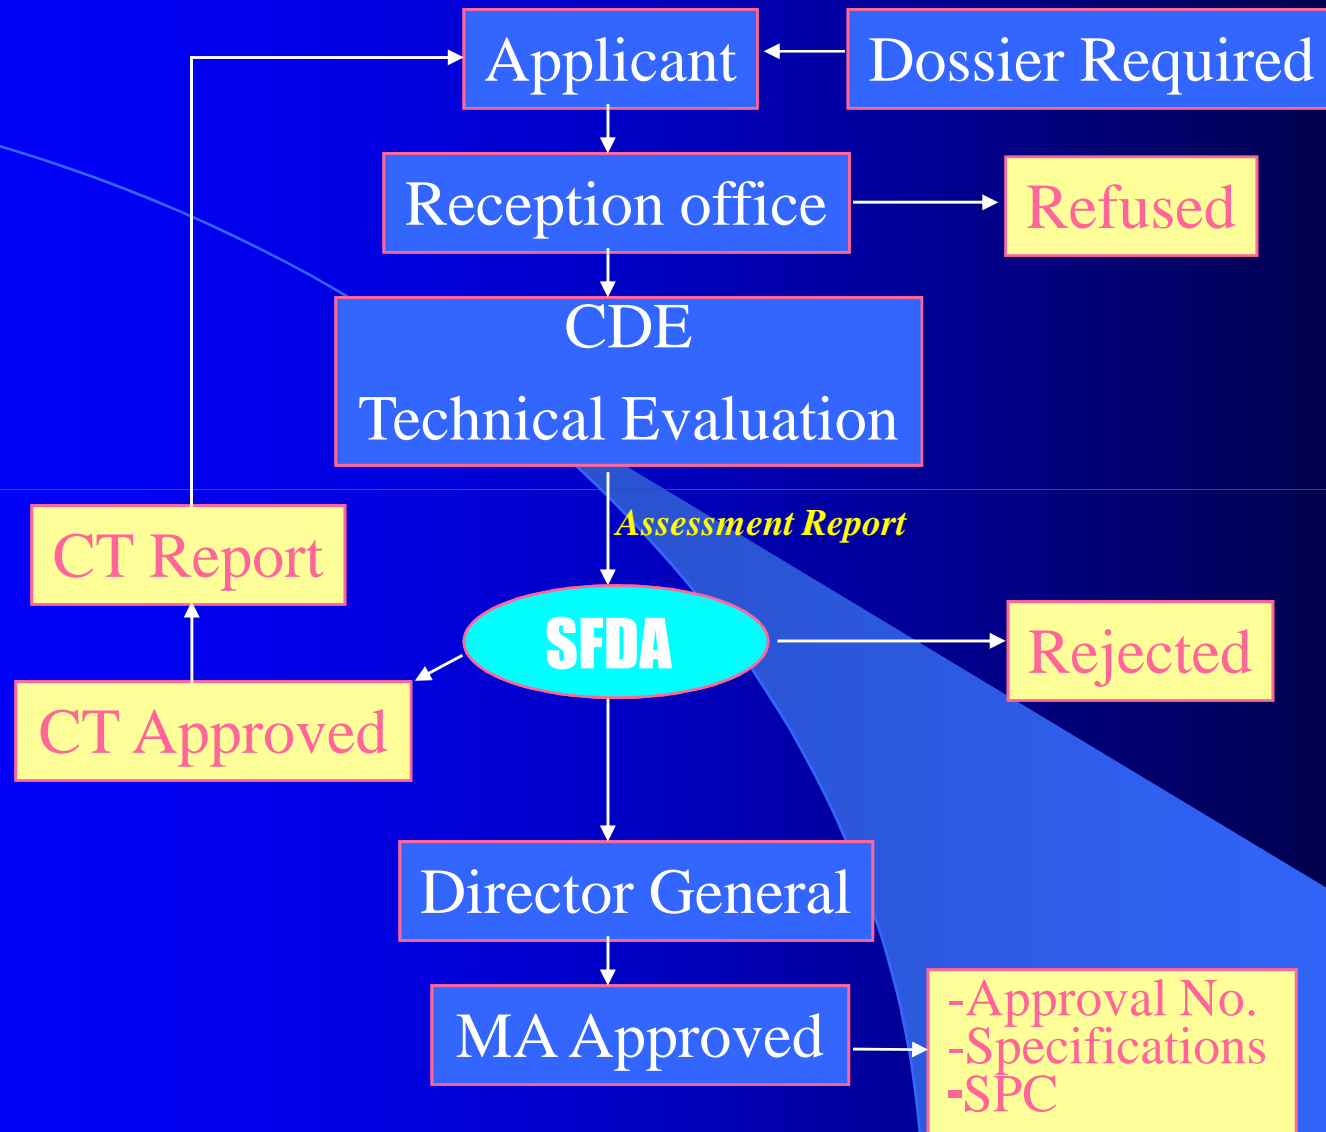 Applicant
Dossier Required
Reception office
Refused
CDE
Technical Evaluation
Assessment Report
CT Report
SFDA
Rejected
CT Approved
Director General
MA Approved
-Approval No.
-Specifications
-SPC